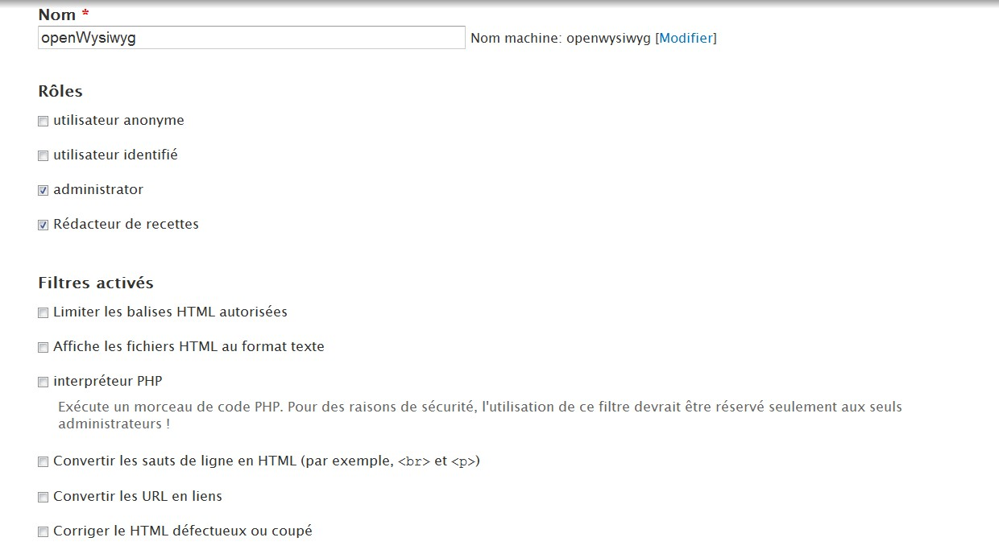 Nom *
openWysiwyg Nom machine: openwysiwyg [Modifier]
Rôles
utilisateur anonyme
utilisateur identifié
administrator
Rédacteur de recettes
Filtres activés
Limiter les balises HTML autorisées
Affiche les fichiers HTML au format texte
interpréteur PHP
Exécute un morceau de code PHP. Pour des raisons de sécurité, l'utilisation de ce filtre devrait être réservé seulement aux seuls
administrateurs !
Convertir les sauts de ligne en HTML (par exemple, <br> et <p>)
Convertir les URL en liens
Corriger le HTML défectueux ou coupé